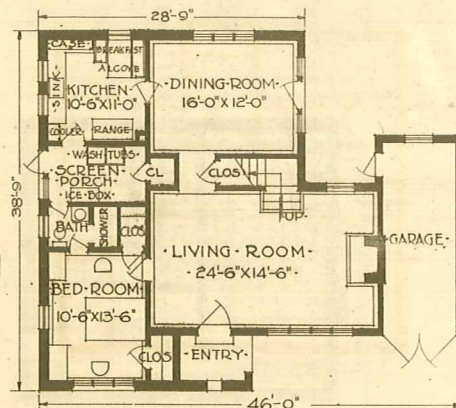 28'-9"
CASE
BREAKFAST
ALCOVE
SINK
KITCHEN
10'-6"X11'-0"
DINING-ROOM
16'-0"X12'-0"
COOLER
RANGE
WASH TUBS
SCREEN
PORCH
ICE BOX
CL
CLOS
38'-9"
BATH
SHOWER
CLOS
UP
LIVING ROOM
24'-6"X14'-6"
GARAGE
BED-ROOM
10'-6"X13'-6"
CLOS
ENTRY
46'-0"